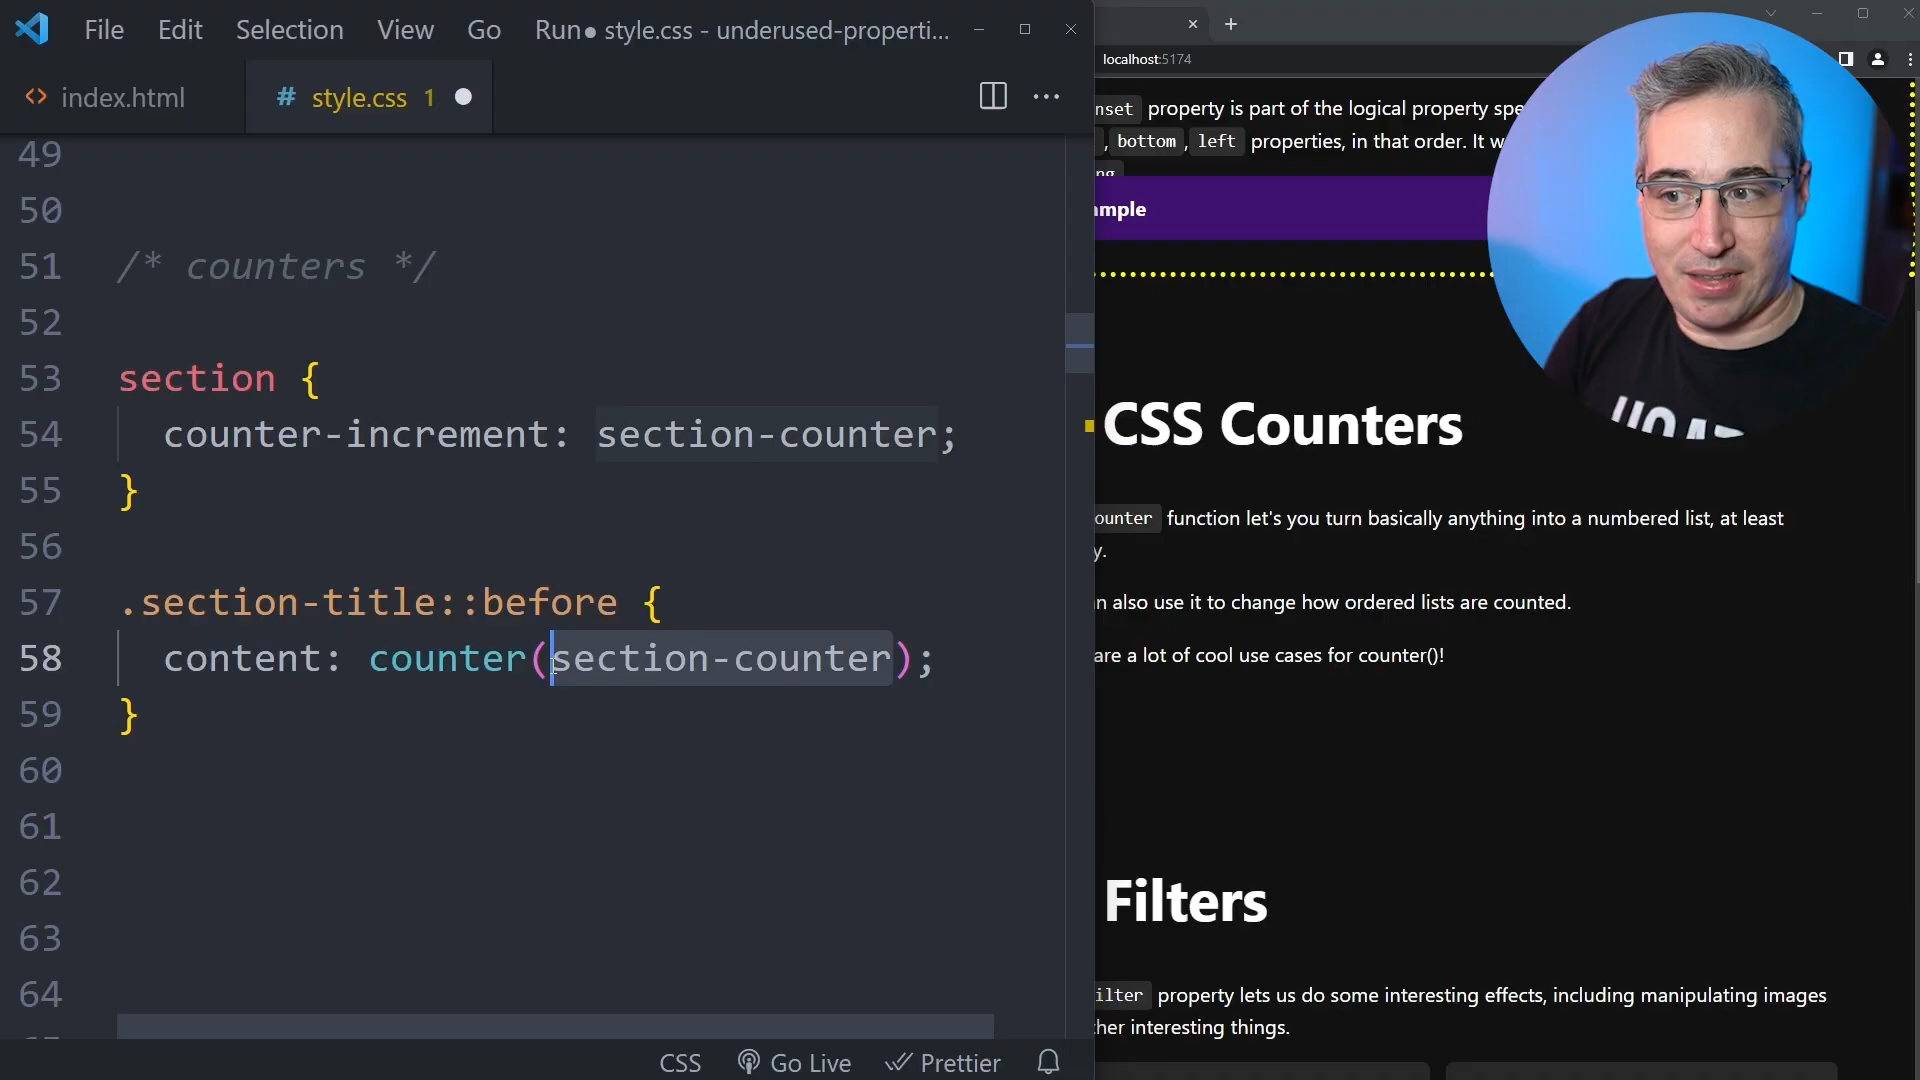 File Edit Selection View Go Run ● style.css - underused-properti...
index.html
# style.css 1
49
50
51 /* counters */
52
53 section {
54 counter-increment: section-counter;
55 }
56
57 .section-title::before {
58 content: counter(section-counter);
59 }
60
61
62
63
64
CSS Go Live Prettier
localhost:5174
nset property is part of the logical property spe
, bottom , left properties, in that order. It w
ng
ample
CSS Counters
ounter function let's you turn basically anything into a numbered list, at least
y.
n also use it to change how ordered lists are counted.
are a lot of cool use cases for counter()!
Filters
ilter property lets us do some interesting effects, including manipulating images
her interesting things.